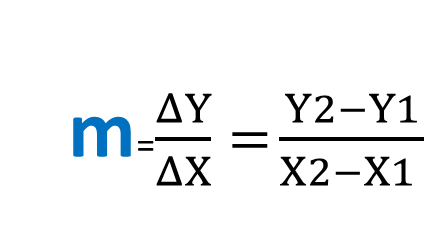 m = ΔY/ΔX = Y2−Y1/X2−X1